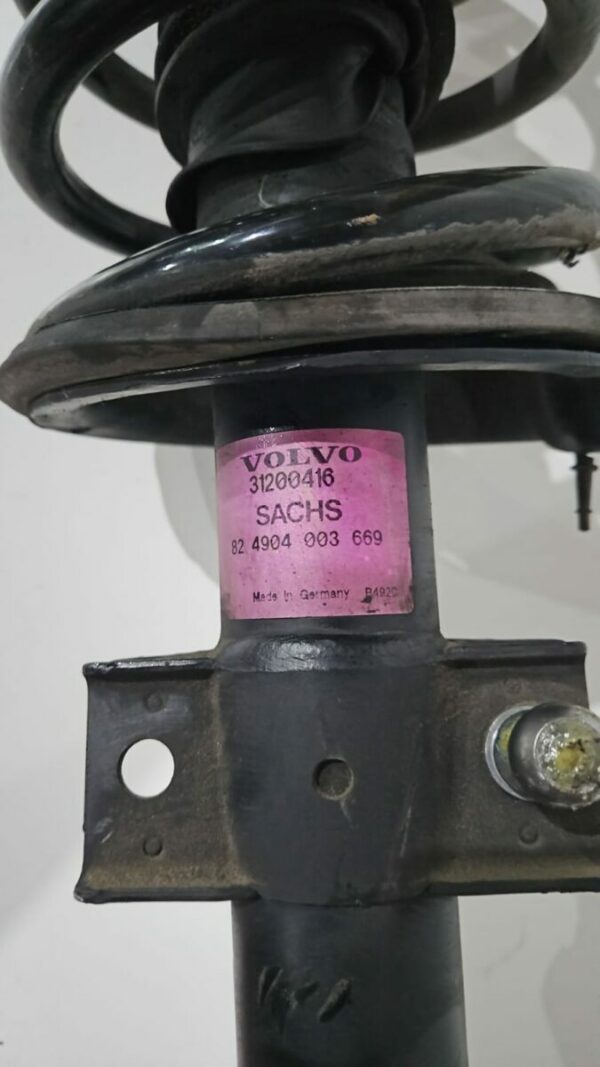 VOLVO
31200416
SACHS
82 4904 003 669
Made in Germany